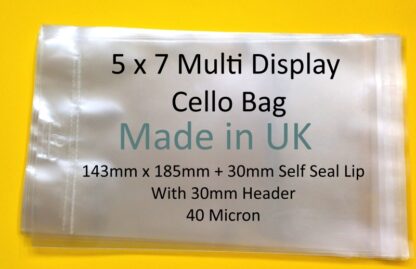 5 x 7 Multi Display
Cello Bag
Made in UK
143mm x 185mm + 30mm Self Seal Lip
With 30mm Header
40 Micron